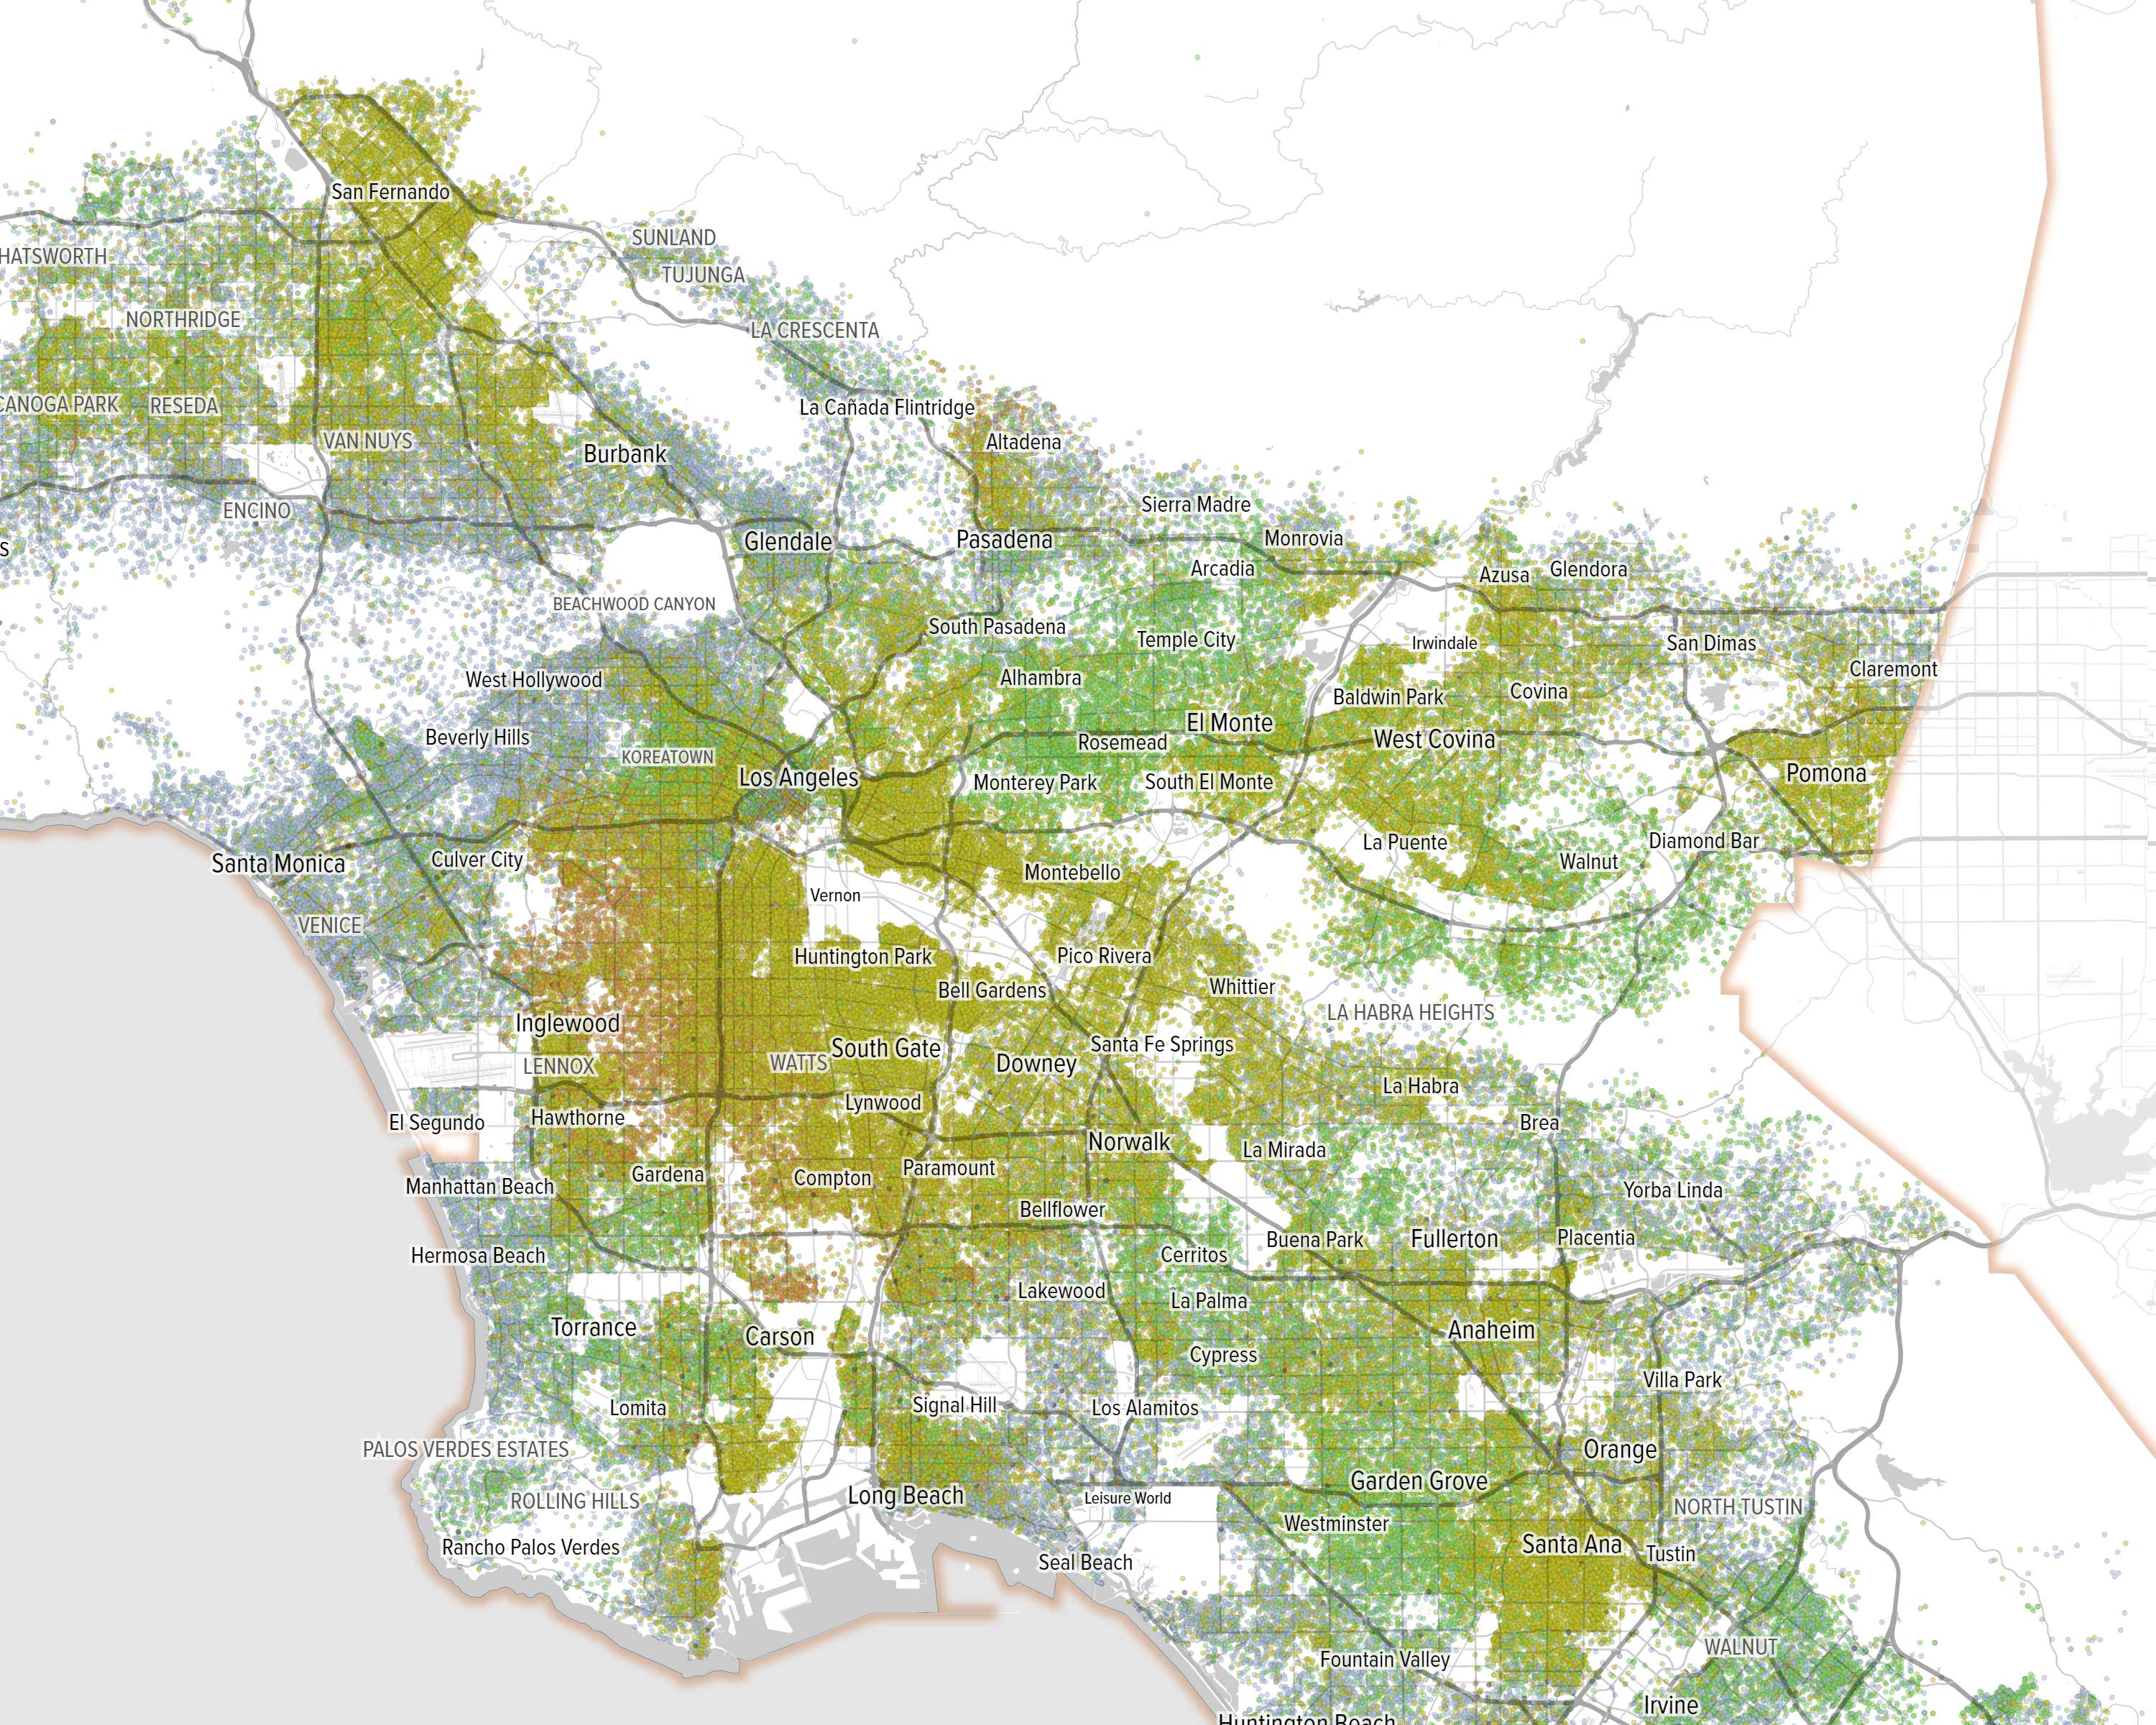 San Fernando
SUNLAND
TUJUNGA
HATSWORTH
NORTHRIDGE
LA CRESCENTA
CANOGA PARK
RESEDA
La Cañada Flintridge
VAN NUYS
Altadena
Burbank
ENCINO
Sierra Madre
s
Glendale
Pasadena
Monrovia
Arcadia
Azusa
Glendora
BEACHWOOD CANYON
South Pasadena
Temple City
Irwindale
San Dimas
Claremont
West Hollywood
Alhambra
Baldwin Park
Covina
El Monte
Beverly Hills
Rosemead
West Covina
KOREATOWN
Los Angeles
Monterey Park
South El Monte
Pomona
Santa Monica
Culver City
La Puente
Walnut
Diamond Bar
Montebello
Vernon
VENICE
Huntington Park
Pico Rivera
Bell Gardens
Whittier
LA HABRA HEIGHTS
Inglewood
South Gate
Santa Fe Springs
LENNOX
WATTS
Downey
La Habra
Lynwood
El Segundo
Hawthorne
Brea
Norwalk
La Mirada
Gardena
Compton
Paramount
Manhattan Beach
Yorba Linda
Bellflower
Hermosa Beach
Cerritos
Buena Park
Fullerton
Placentia
Lakewood
La Palma
Torrance
Carson
Anaheim
Cypress
Villa Park
Lomita
Signal Hill
Los Alamitos
PALOS VERDES ESTATES
Orange
Garden Grove
ROLLING HILLS
Long Beach
Leisure World
NORTH TUSTIN
Westminster
Rancho Palos Verdes
Santa Ana
Tustin
Seal Beach
WALNUT
Fountain Valley
Irvine
Huntington Beach